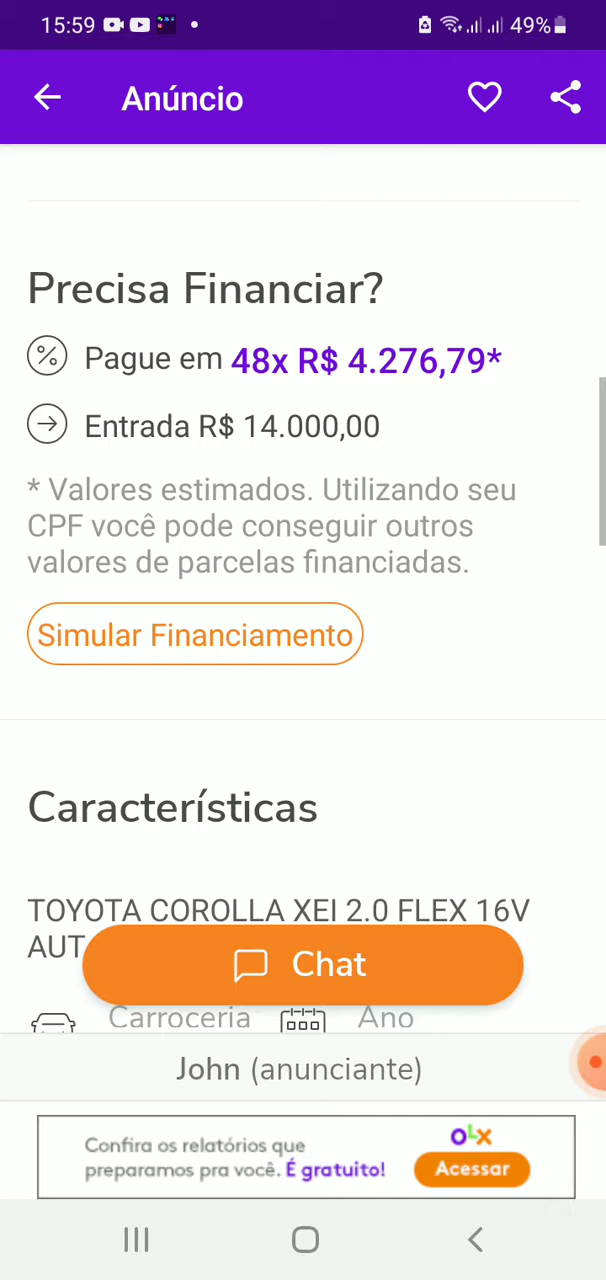 15:59
49%
Anúncio
Precisa Financiar?
Pague em 48x R$ 4.276,79*
Entrada R$ 14.000,00
* Valores estimados. Utilizando seu
CPF você pode conseguir outros
valores de parcelas financiadas.
Simular Financiamento
Características
TOYOTA COROLLA XEI 2.0 FLEX 16V
AUT
Chat
Carroceria
Ano
John (anunciante)
Confira os relatórios que
preparamos pra você. É gratuito!
OLX
Acessar